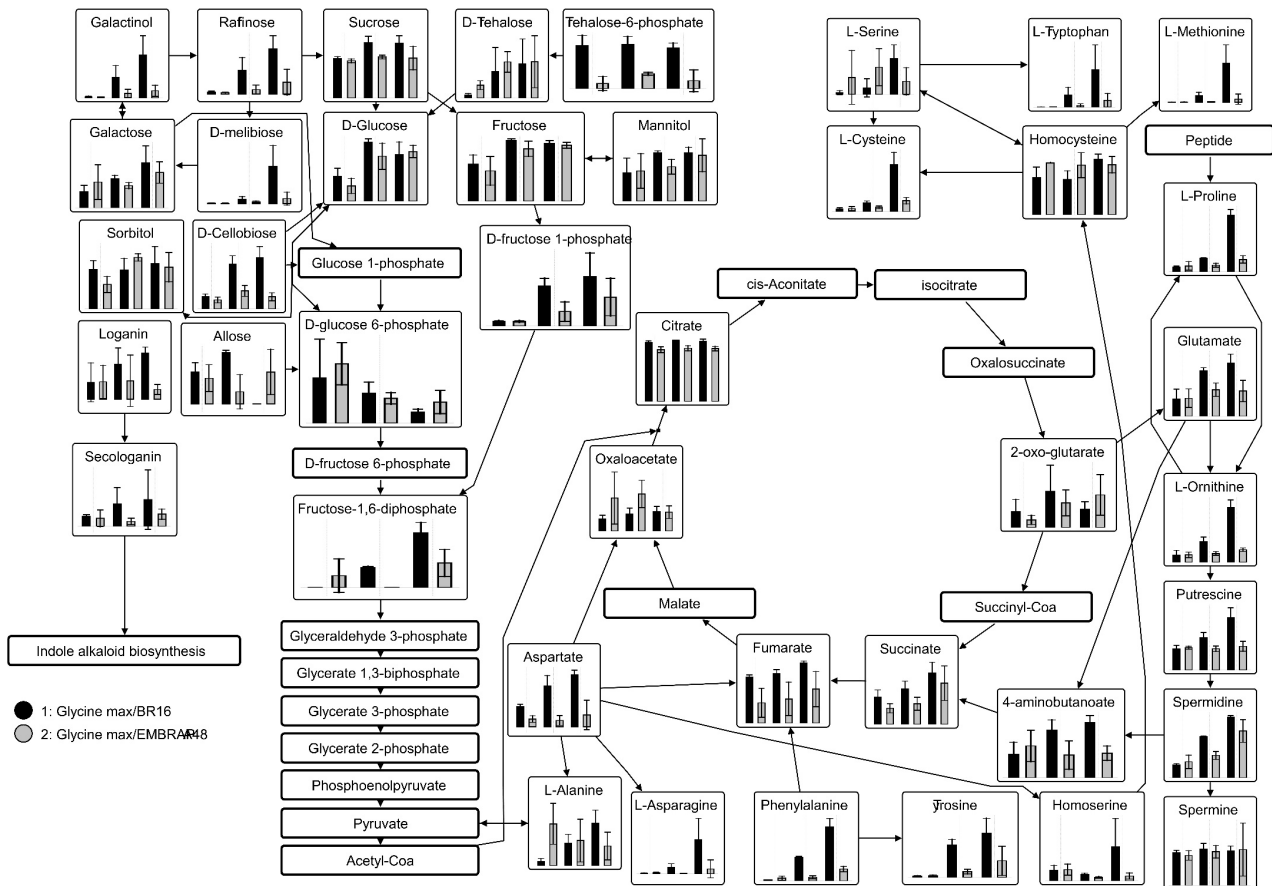 Galactinol
Rafinose
Sucrose
D-Tehalose
Tehalose-6-phosphate
L-Serine
L-Typtophan
L-Methionine
Galactose
D-melibiose
D-Glucose
Fructose
Mannitol
L-Cysteine
Homocysteine
Peptide
L-Proline
Sorbitol
D-Cellobiose
Glucose 1-phosphate
D-fructose 1-phosphate
cis-Aconitate
isocitrate
Loganin
Allose
D-glucose 6-phosphate
Citrate
Oxalosuccinate
Glutamate
Secologanin
D-fructose 6-phosphate
Oxaloacetate
2-oxo-glutarate
L-Ornithine
Fructose-1,6-diphosphate
Malate
Succinyl-Coa
Putrescine
Indole alkaloid biosynthesis
Glyceraldehyde 3-phosphate
Glycerate 1,3-biphosphate
Aspartate
Fumarate
Succinate
4-aminobutanoate
Spermidine
1: Glycine max/BR16
2: Glycine max/EMBRAPA48
Glycerate 3-phosphate
Glycerate 2-phosphate
Phosphoenolpyruvate
L-Alanine
L-Asparagine
Phenylalanine
Tyrosine
Homoserine
Spermine
Pyruvate
Acetyl-Coa